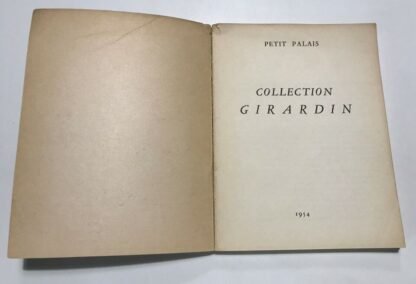 PETIT PALAIS
COLLECTION
GIRARDIN
1954